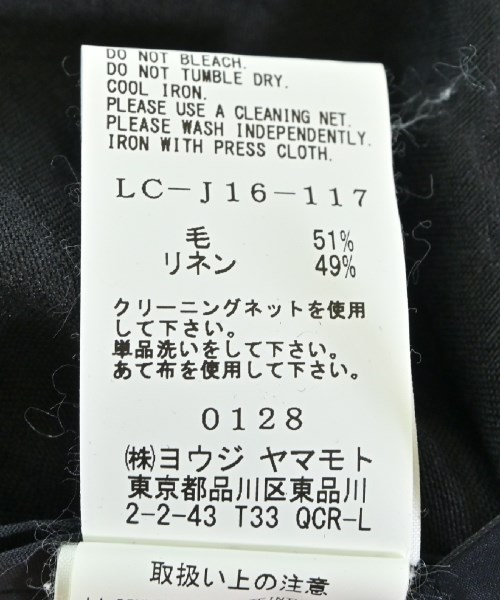 DO NOT BLEACH.
DO NOT TUMBLE DRY.
COOL IRON.
PLEASE USE A CLEANING NET.
PLEASE WASH INDEPENDENTLY.
IRON WITH PRESS CLOTH.
LC-J16-117
毛 51%
リネン 49%
クリーニングネットを使用
して下さい。
単品洗いをして下さい。
あて布を使用して下さい。
0128
㈱ヨウジ ヤマモト
東京都品川区東品川
2-2-43 T33 QCR-L
取扱い上の注意